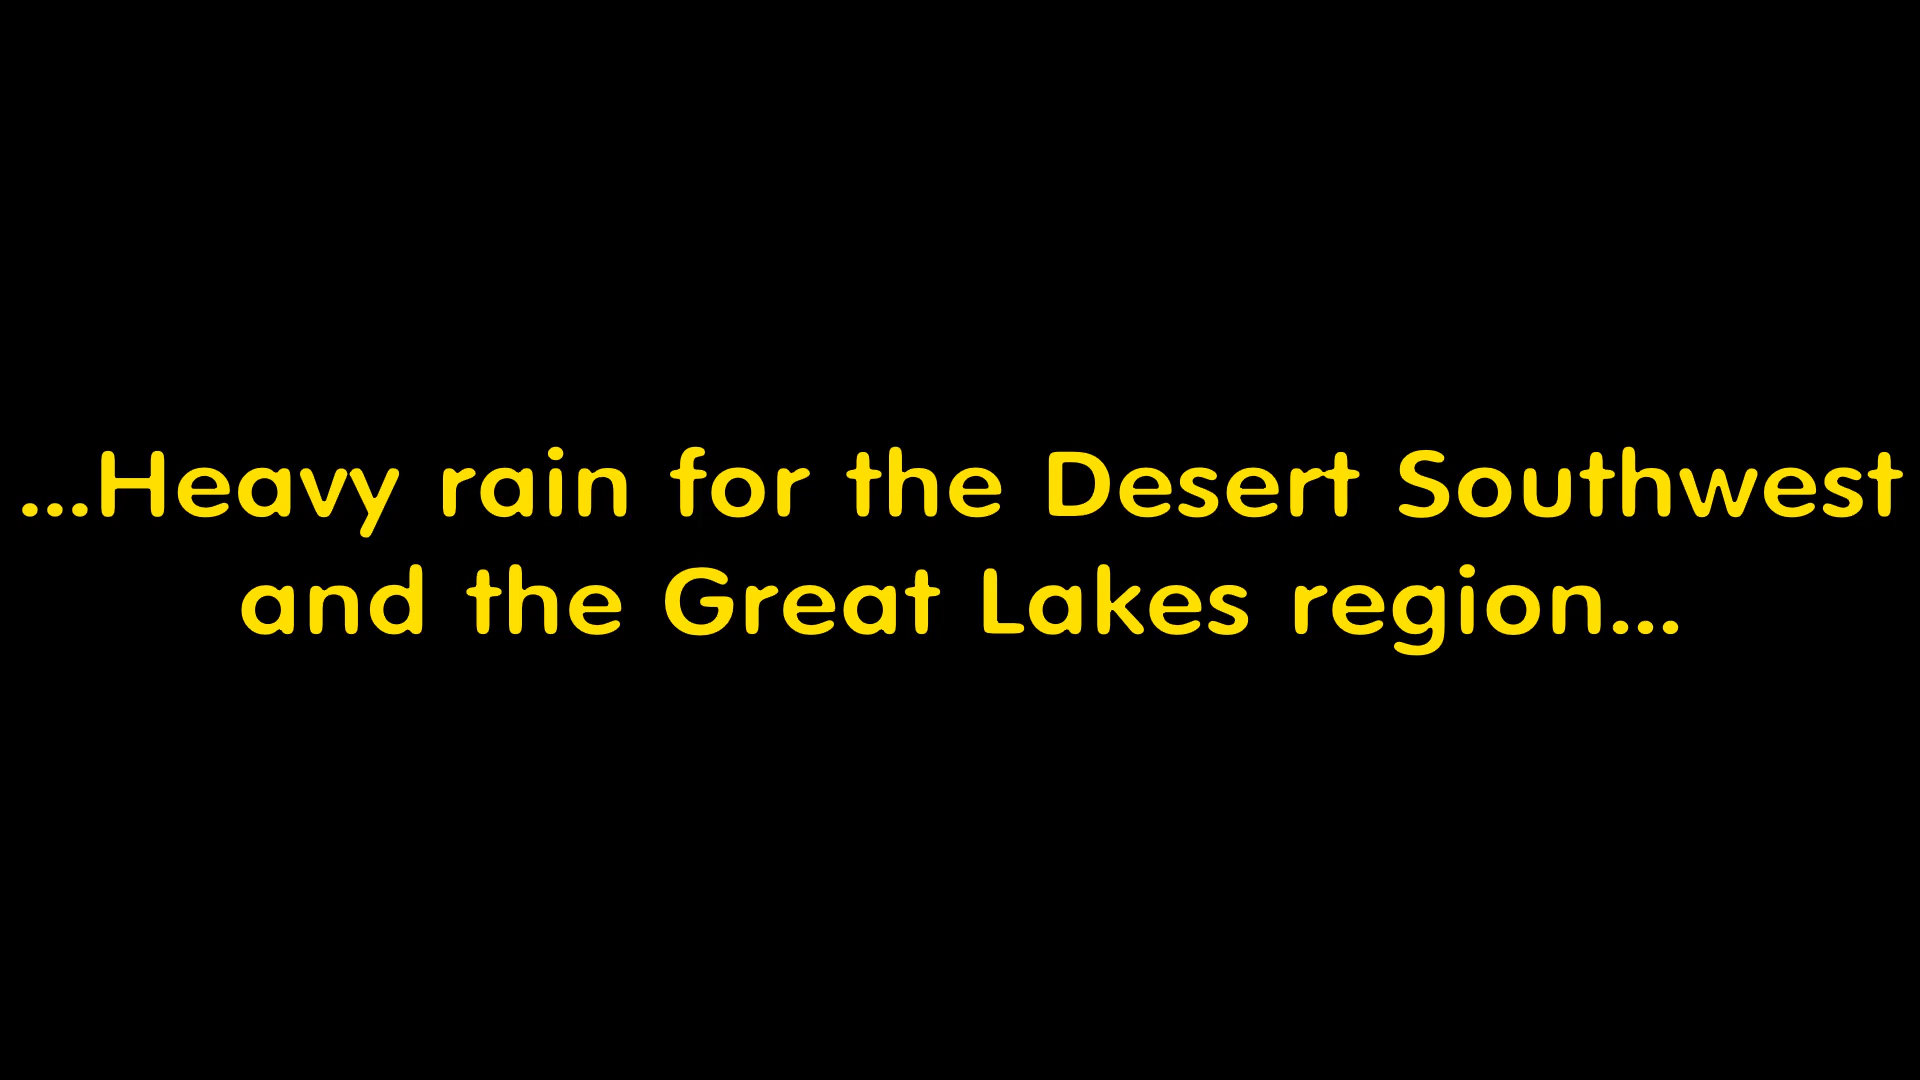 ...Heavy rain for the Desert Southwest
and the Great Lakes region...